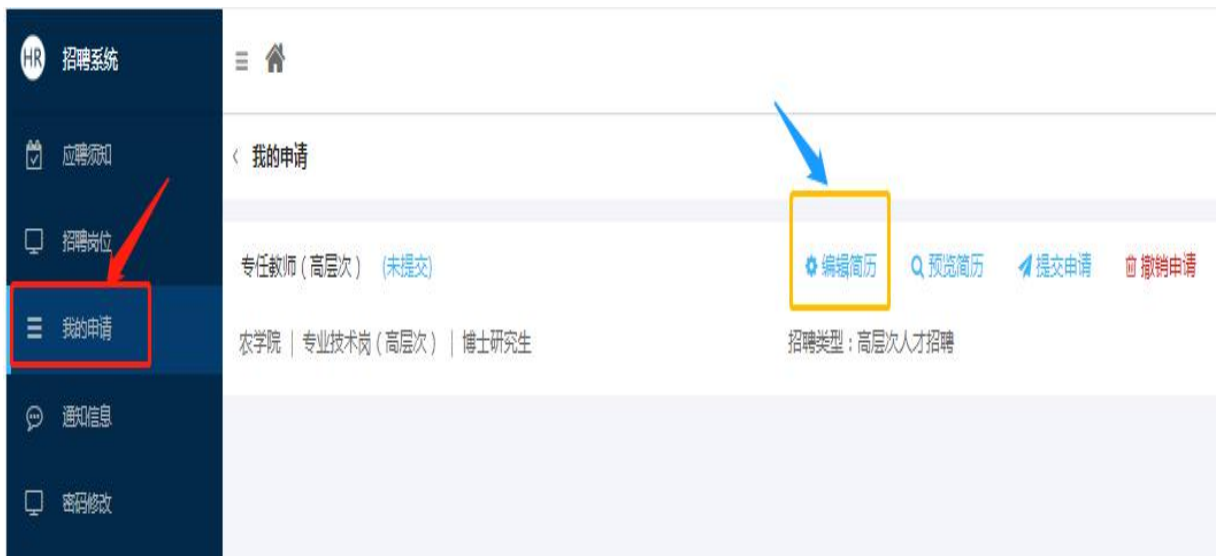 HR 招聘系统
应聘须知
招聘岗位
我的申请
通知信息
密码修改
< 我的申请
专任教师（高层次） (未提交)
编辑简历 预览简历 提交申请 撤销申请
农学院 | 专业技术岗（高层次） | 博士研究生
招聘类型：高层次人才招聘